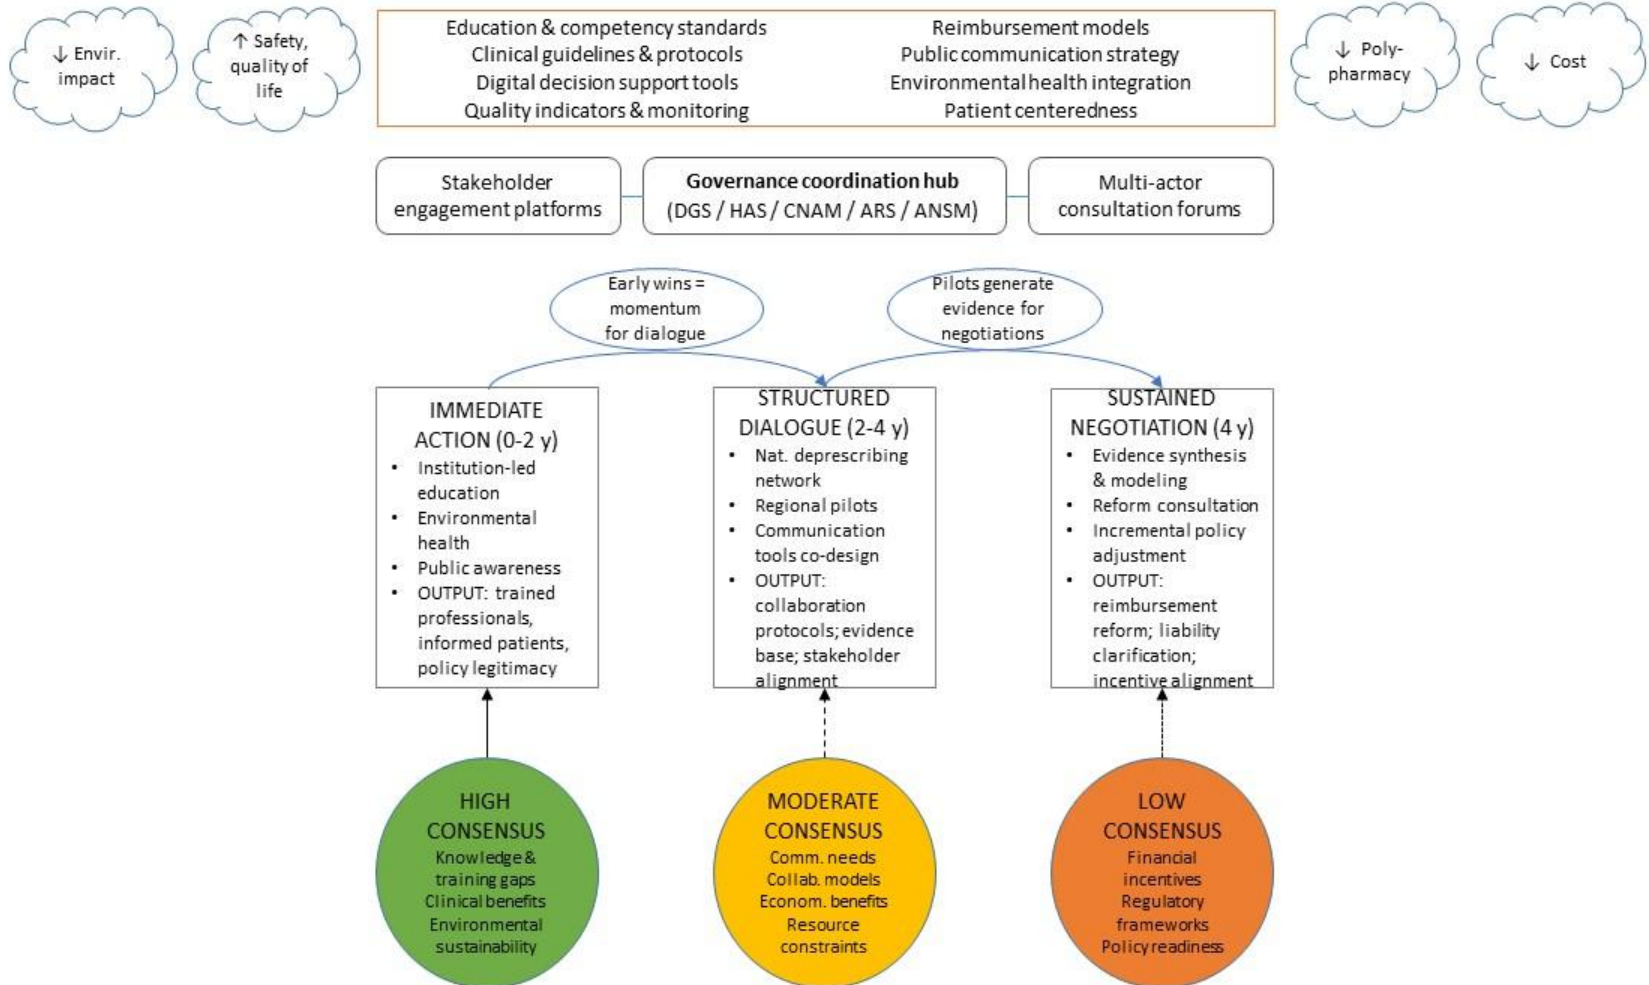 ↓ Envir.
impact
↑ Safety,
quality of
life
Education & competency standards
Clinical guidelines & protocols
Digital decision support tools
Quality indicators & monitoring
Reimbursement models
Public communication strategy
Environmental health integration
Patient centeredness
↓ Poly-
pharmacy
↓ Cost
Stakeholder
engagement platforms
Governance coordination hub
(DGS / HAS / CNAM / ARS / ANSM)
Multi-actor
consultation forums
Early wins =
momentum
for dialogue
Pilots generate
evidence for
negotiations
IMMEDIATE
ACTION (0-2 y)
• Institution-led
education
• Environmental
health
• Public awareness
• OUTPUT: trained
professionals,
informed patients,
policy legitimacy
STRUCTURED
DIALOGUE (2-4 y)
• Nat. deprescribing
network
• Regional pilots
• Communication
tools co-design
• OUTPUT:
collaboration
protocols; evidence
base; stakeholder
alignment
SUSTAINED
NEGOTIATION (4 y)
• Evidence synthesis
& modeling
• Reform consultation
• Incremental policy
adjustment
• OUTPUT:
reimbursement
reform; liability
clarification;
incentive alignment
HIGH
CONSENSUS
Knowledge &
training gaps
Clinical benefits
Environmental
sustainability
MODERATE
CONSENSUS
Comm. needs
Collab. models
Econom. benefits
Resource
constraints
LOW
CONSENSUS
Financial
incentives
Regulatory
frameworks
Policy readiness